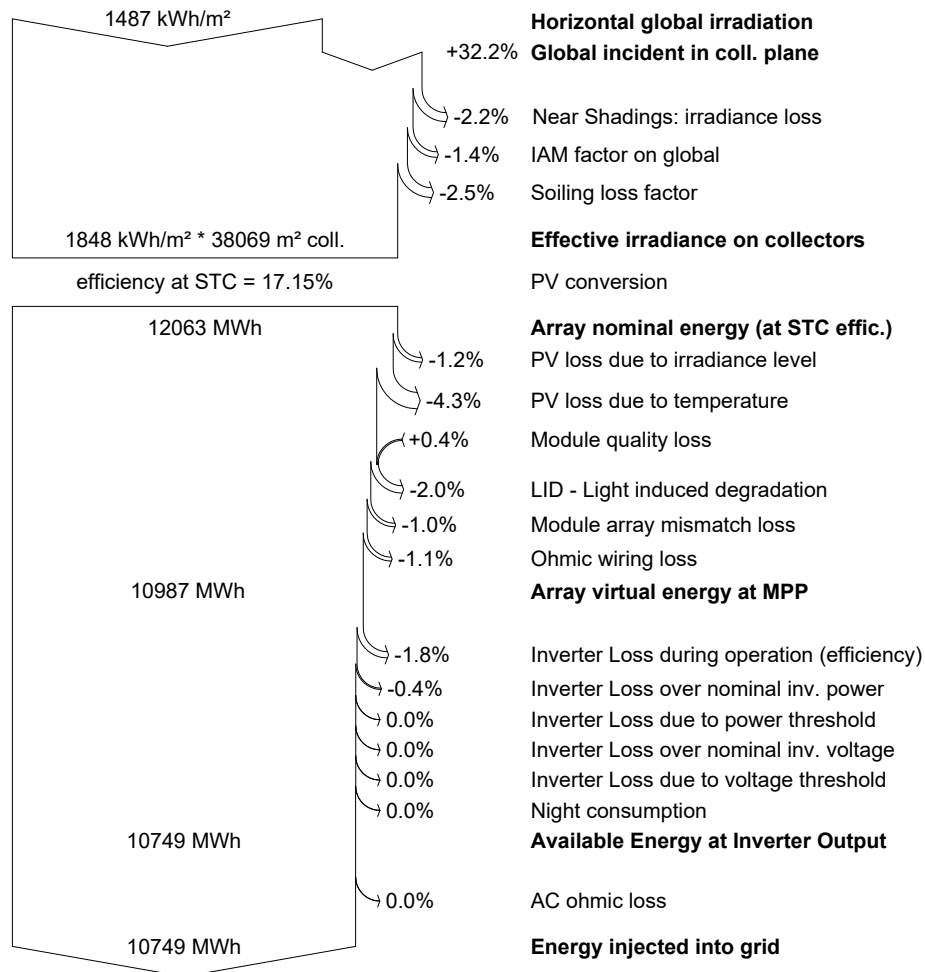 1487 kWh/m² Horizontal global irradiation
+32.2% Global incident in coll. plane
-2.2% Near Shadings: irradiance loss
-1.4% IAM factor on global
-2.5% Soiling loss factor
1848 kWh/m² * 38069 m² coll. Effective irradiance on collectors
efficiency at STC = 17.15% PV conversion
12063 MWh Array nominal energy (at STC effic.)
-1.2% PV loss due to irradiance level
-4.3% PV loss due to temperature
+0.4% Module quality loss
-2.0% LID - Light induced degradation
-1.0% Module array mismatch loss
-1.1% Ohmic wiring loss
10987 MWh Array virtual energy at MPP
-1.8% Inverter Loss during operation (efficiency)
-0.4% Inverter Loss over nominal inv. power
0.0% Inverter Loss due to power threshold
0.0% Inverter Loss over nominal inv. voltage
0.0% Inverter Loss due to voltage threshold
0.0% Night consumption
10749 MWh Available Energy at Inverter Output
0.0% AC ohmic loss
10749 MWh Energy injected into grid